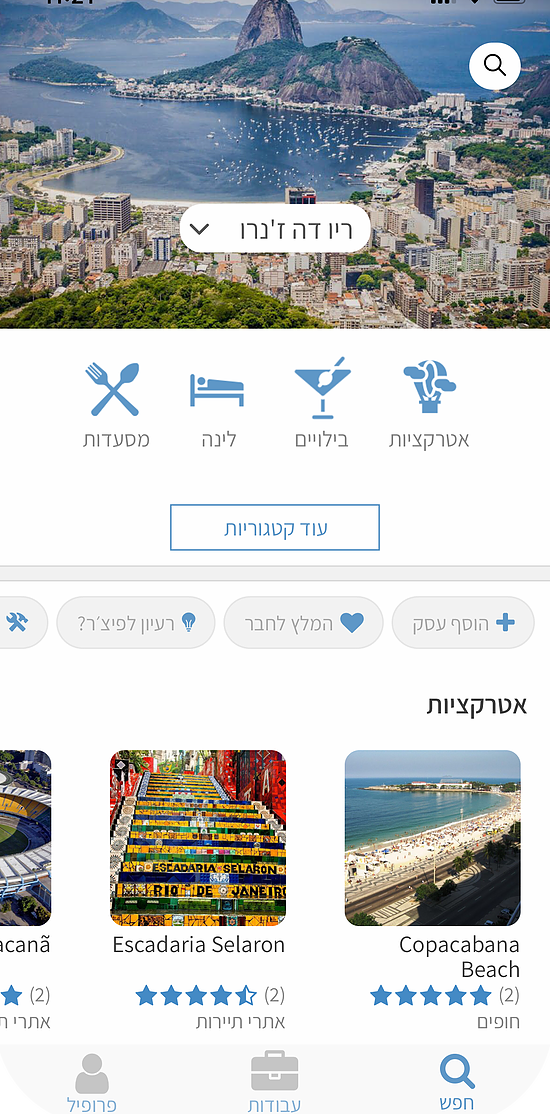 ריו דה ז'נרו
אטרקציות
בילויים
לינה
מסעדות
עוד קטגוריות
הוסף עסק
המלץ לחבר
רעיון לפיצ׳ר?
אטרקציות
ESCADARIA SELARON
RIO DE JANEIRO
Copacabana
Beach
(2)
חופים
Escadaria Selaron
(2)
אתרי תיירות
acanã
(2)
אתרי ת
חפש
עבודות
פרופיל